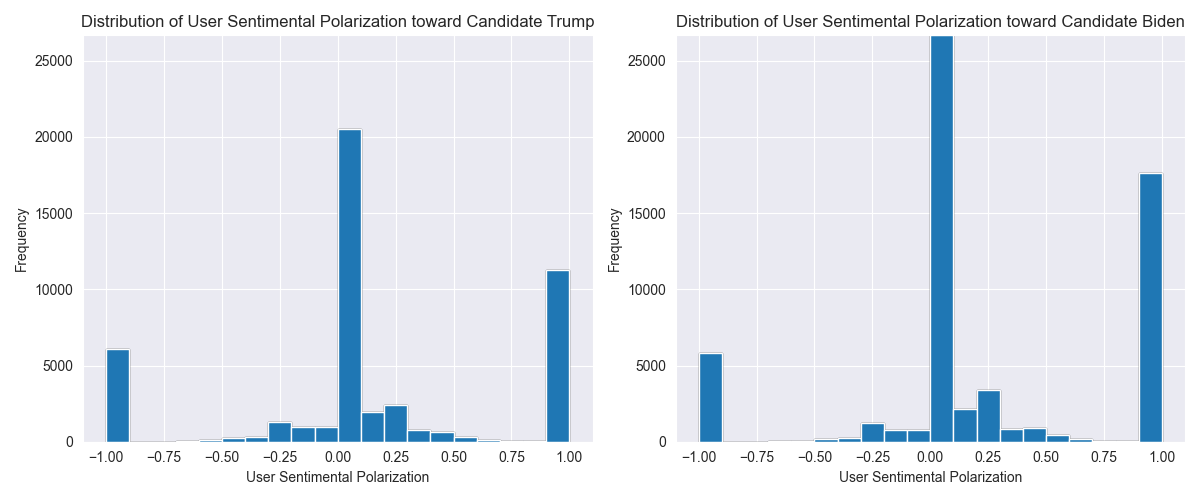 Distribution of User Sentimental Polarization toward Candidate Trump
25000
20000
15000
10000
5000
0
Frequency
−1.00 −0.75 −0.50 −0.25 0.00 0.25 0.50 0.75 1.00
User Sentimental Polarization
Distribution of User Sentimental Polarization toward Candidate Biden
25000
20000
15000
10000
5000
0
Frequency
−1.00 −0.75 −0.50 −0.25 0.00 0.25 0.50 0.75 1.00
User Sentimental Polarization